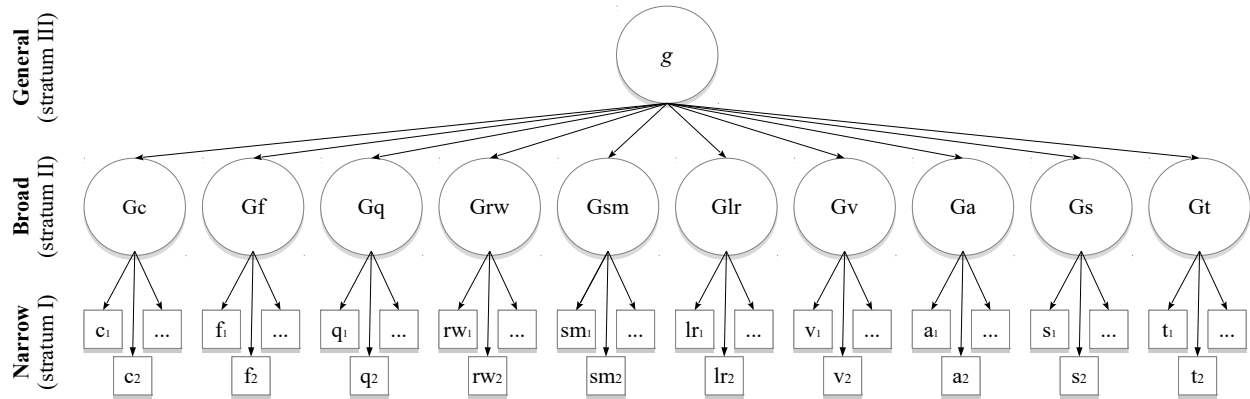 General
(stratum III)
g
Broad
(stratum II)
Gc Gf Gq Grw Gsm Glr Gv Ga Gs Gt
Narrow
(stratum I)
c1 ... f1 ... q1 ... rw1 ... sm1 ... lr1 ... v1 ... a1 ... s1 ... t1 ...
c2 f2 q2 rw2 sm2 lr2 v2 a2 s2 t2